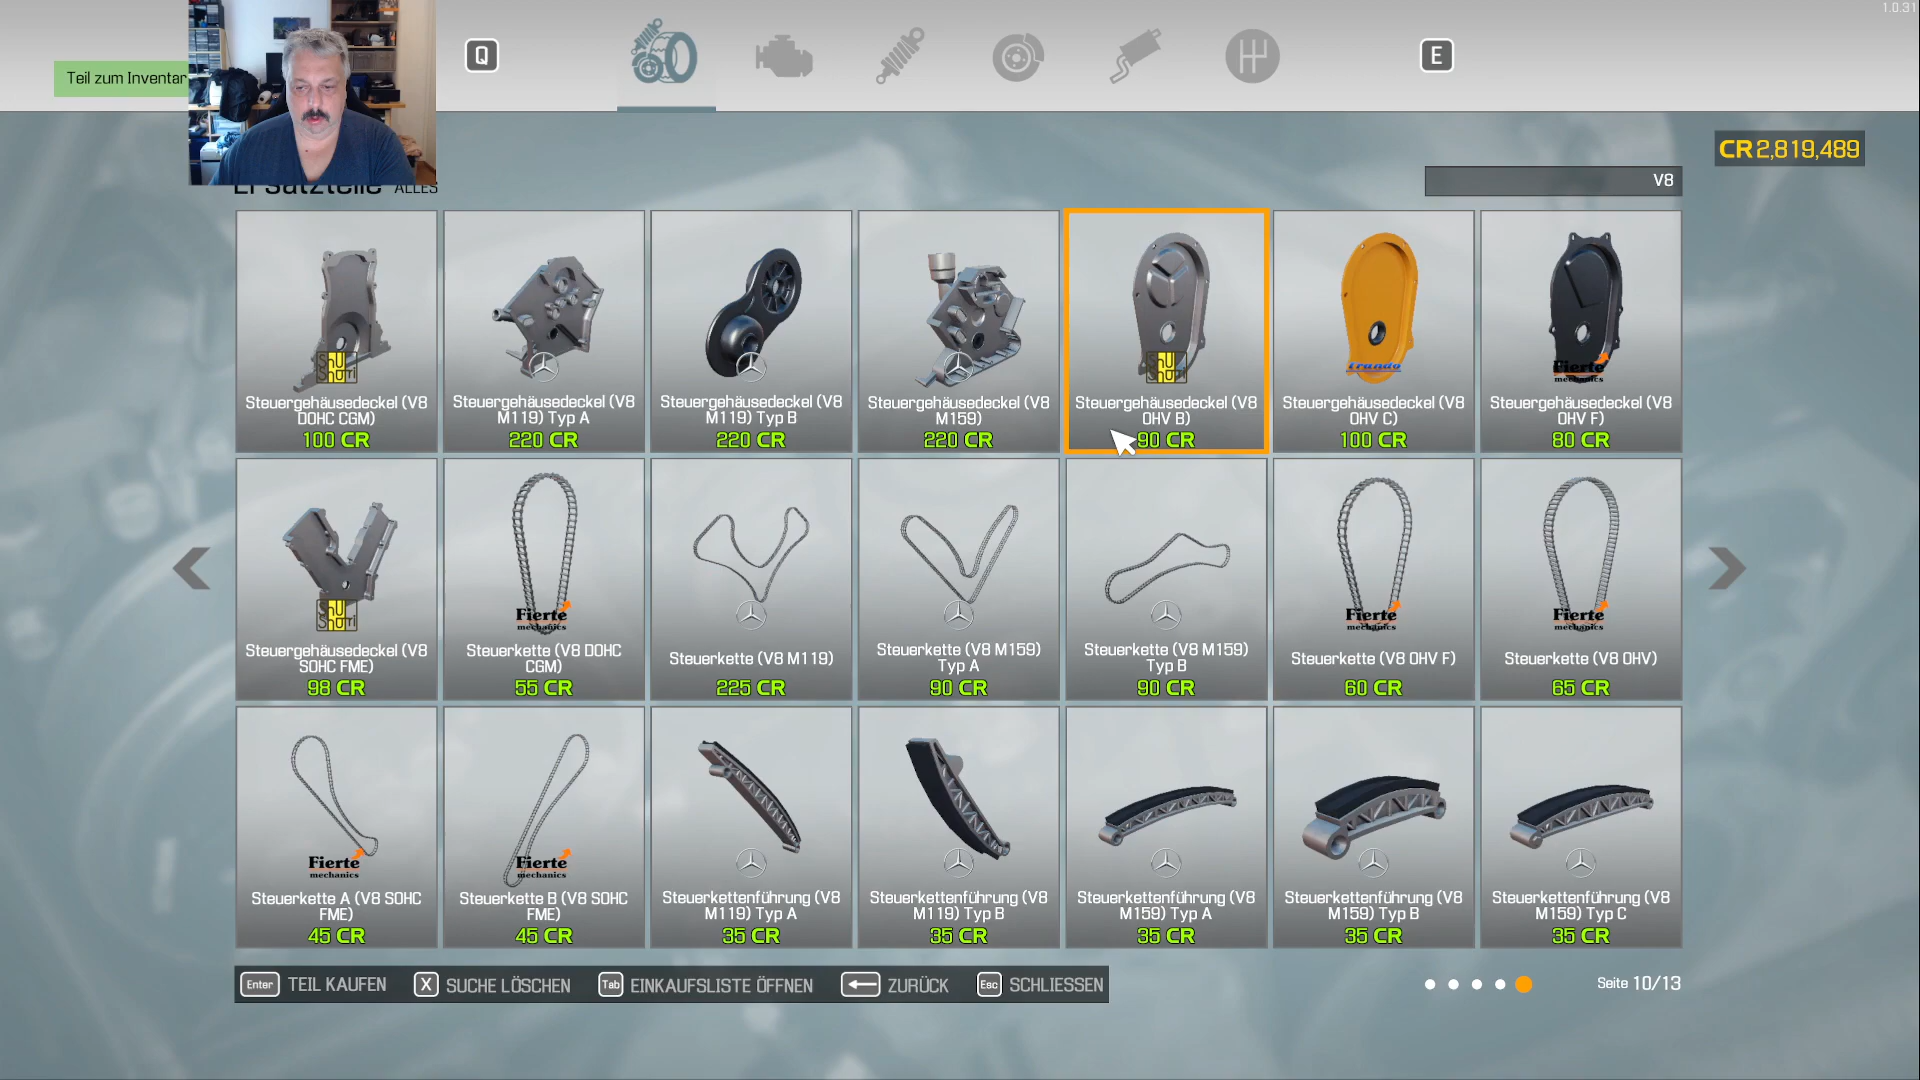 1.0.31
Q
E
Teil zum Inventar
CR 2,819,489
Ersatzteile ALLES
V8
Steuergehäusedeckel (V8
DOHC CGM)
100 CR
Steuergehäusedeckel (V8
M119) Typ A
220 CR
Steuergehäusedeckel (V8
M119) Typ B
220 CR
Steuergehäusedeckel (V8
M159)
220 CR
Steuergehäusedeckel (V8
OHV B)
90 CR
Steuergehäusedeckel (V8
OHV C)
100 CR
Fierte
mechanics
Steuergehäusedeckel (V8
OHV F)
80 CR
Steuergehäusedeckel (V8
SOHC FME)
98 CR
Fierte
mechanics
Steuerkette (V8 DOHC
CGM)
55 CR
Steuerkette (V8 M119)
225 CR
Steuerkette (V8 M159)
Typ A
90 CR
Steuerkette (V8 M159)
Typ B
90 CR
Fierte
mechanics
Steuerkette (V8 OHV F)
60 CR
Fierte
mechanics
Steuerkette (V8 OHV)
65 CR
Fierte
mechanics
Steuerkette A (V8 SOHC
FME)
45 CR
Fierte
mechanics
Steuerkette B (V8 SOHC
FME)
45 CR
Steuerkettenführung (V8
M119) Typ A
35 CR
Steuerkettenführung (V8
M119) Typ B
35 CR
Steuerkettenführung (V8
M159) Typ A
35 CR
Steuerkettenführung (V8
M159) Typ B
35 CR
Steuerkettenführung (V8
M159) Typ C
35 CR
Enter TEIL KAUFEN X SUCHE LÖSCHEN Tab EINKAUFSLISTE ÖFFNEN ZURÜCK Esc SCHLIESSEN
Seite 10/13